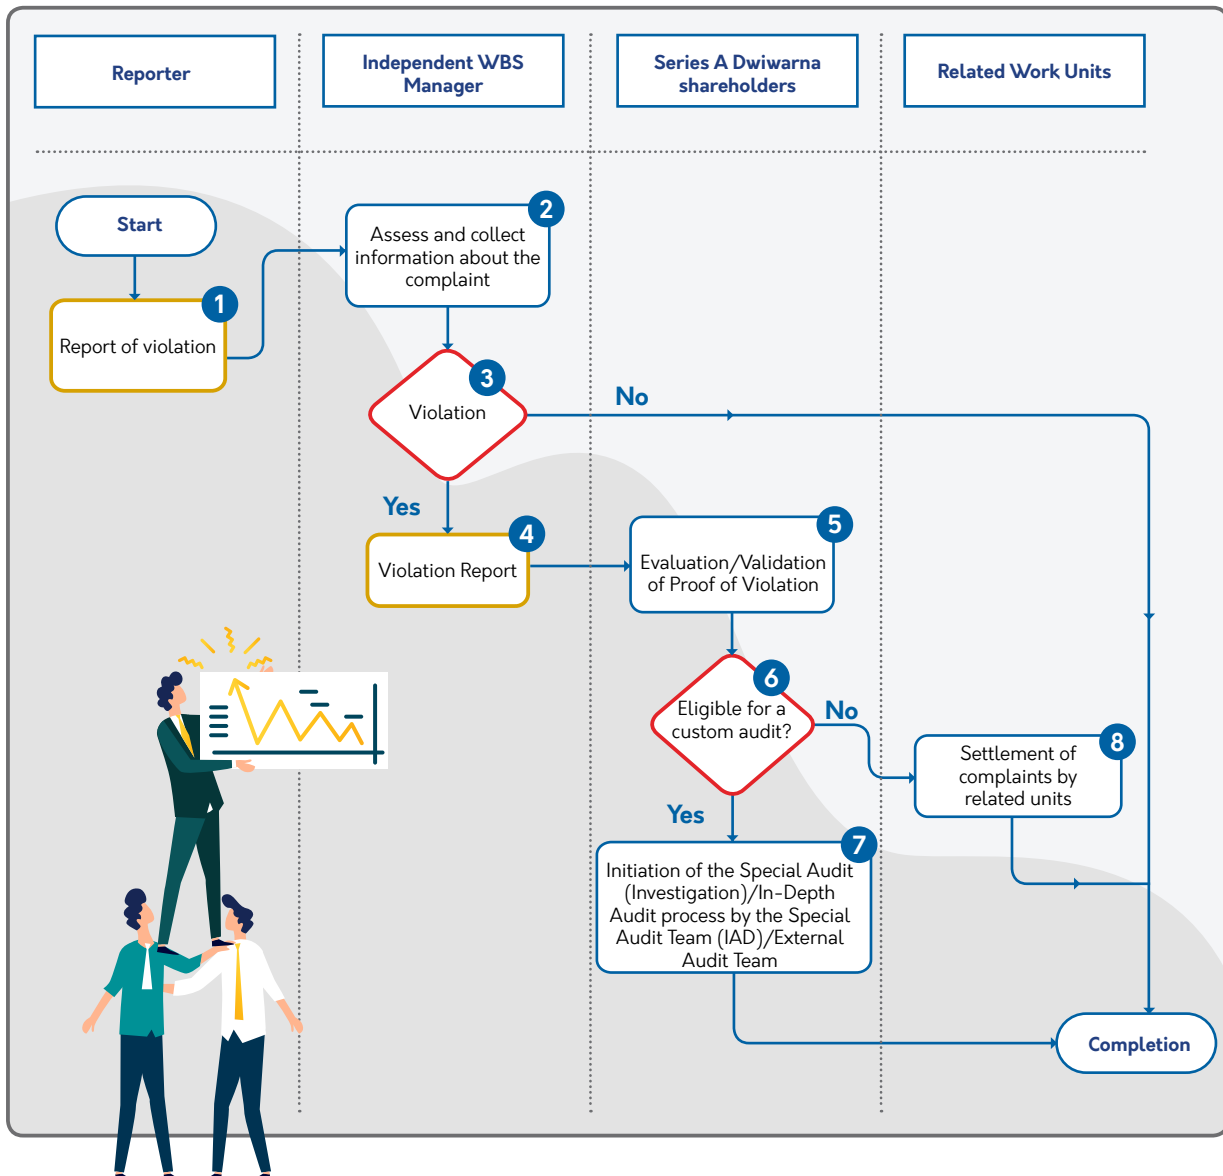 Reporter
Independent WBS
Manager
Series A Dwiwarna
shareholders
Related Work Units
Start
1
Report of violation
2
Assess and collect
information about the
complaint
3
Violation
No
Yes
4
Violation Report
5
Evaluation/Validation
of Proof of Violation
6
Eligible for a
custom audit?
No
8
Settlement of
complaints by
related units
Yes
7
Initiation of the Special Audit
(Investigation)/In-Depth
Audit process by the Special
Audit Team (IAD)/External
Audit Team
Completion